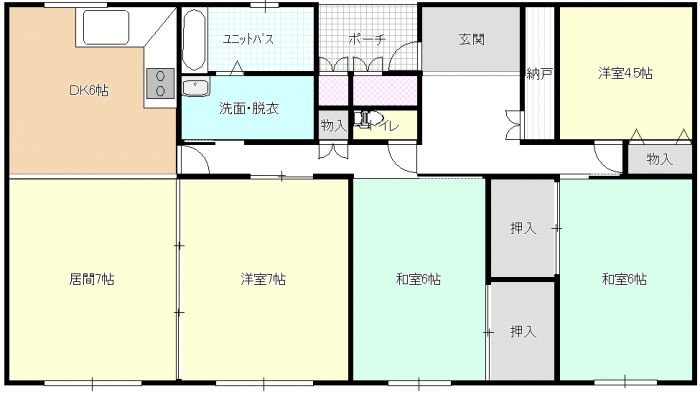 ユニットバス
ポーチ
玄関
納戸
洋室4.5帖
DK6帖
洗面・脱衣
物入
トイレ
物入
居間7帖
洋室7帖
和室6帖
押入
押入
和室6帖